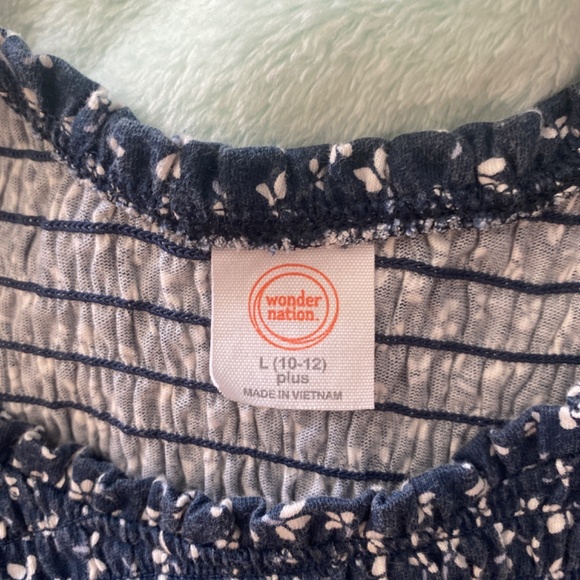 wonder
nation.
L (10-12)
plus
MADE IN VIETNAM